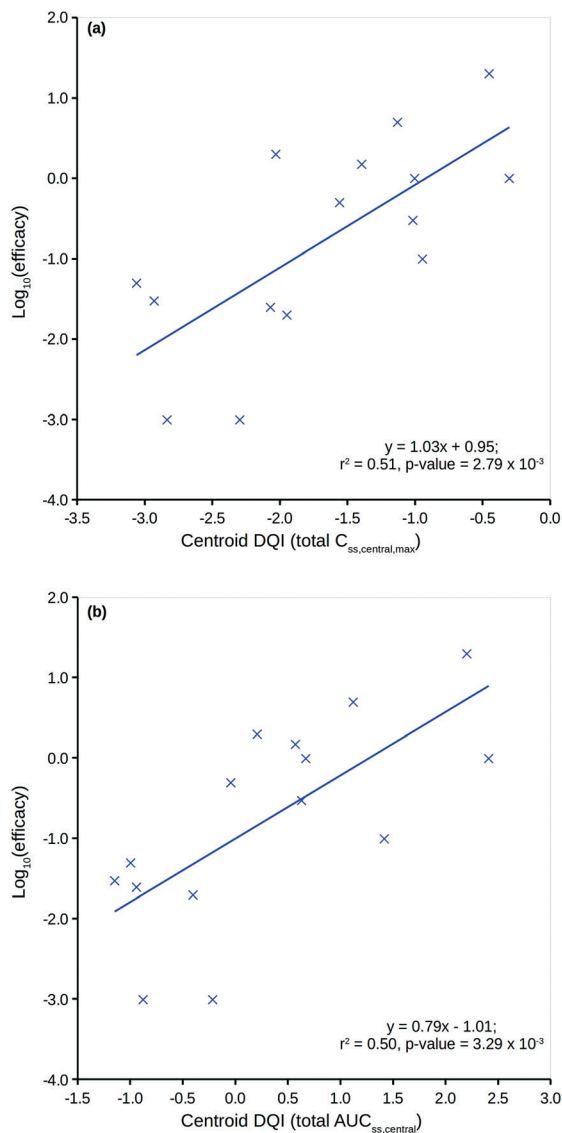 (a)
2.0
1.0
0.0
-1.0
-2.0
-3.0
-4.0
Log10(efficacy)
y = 1.03x + 0.95;
r² = 0.51, p-value = 2.79 x 10⁻³
-3.5 -3.0 -2.5 -2.0 -1.5 -1.0 -0.5 0.0
Centroid DQI (total Css,central,max)
(b)
2.0
1.0
0.0
-1.0
-2.0
-3.0
-4.0
Log10(efficacy)
y = 0.79x - 1.01;
r² = 0.50, p-value = 3.29 x 10⁻³
-1.5 -1.0 -0.5 0.0 0.5 1.0 1.5 2.0 2.5 3.0
Centroid DQI (total AUCss,central)